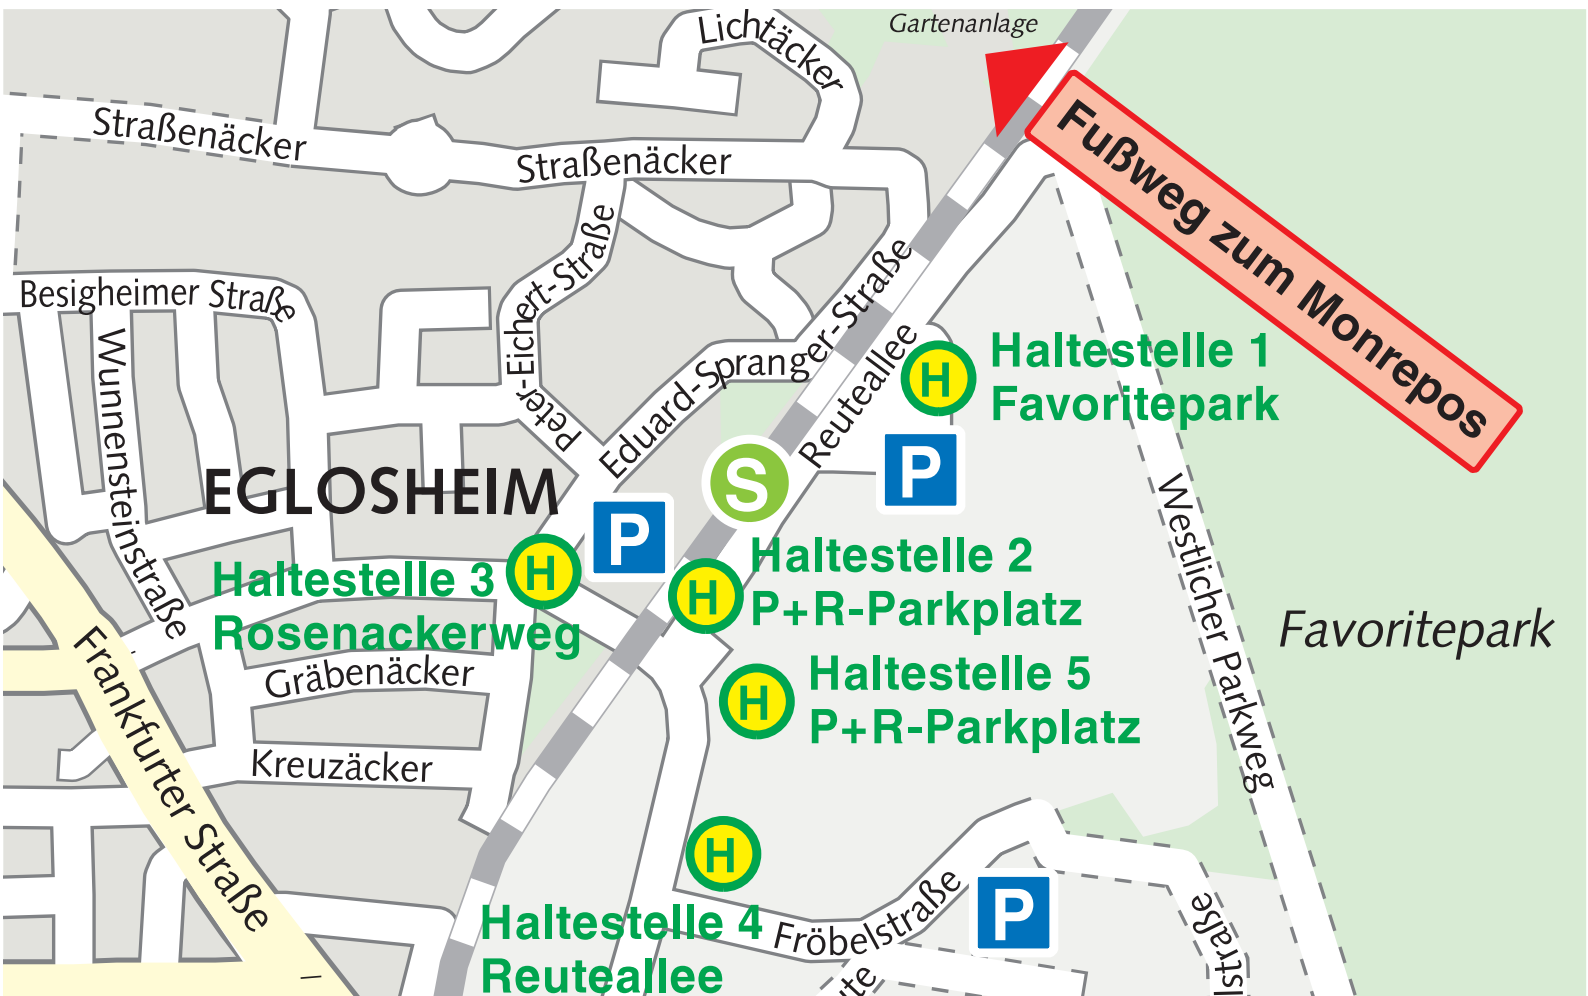 Gartenanlage
Lichtäcker
Straßenäcker
Straßenäcker
Fußweg zum Monrepos
Besigheimer Straße
Wunnensteinstraße
Peter-Eichert-Straße
Eduard-Spranger-Straße
Reuteallee
H
Haltestelle 1
Favoritepark
P
S
EGLOSHEIM
P
H
Haltestelle 2
P+R-Parkplatz
H
Haltestelle 3
Rosenackerweg
Westlicher Parkweg
Favoritepark
Frankfurter Straße
Gräbenäcker
H
Haltestelle 5
P+R-Parkplatz
Kreuzäcker
H
Haltestelle 4
Reuteallee
Fröbelstraße
P